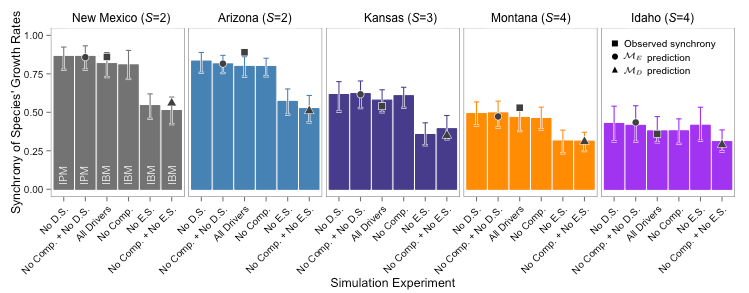 New Mexico (S=2)
Arizona (S=2)
Kansas (S=3)
Montana (S=4)
Idaho (S=4)
Synchrony of Species' Growth Rates
1.00
0.75
0.50
0.25
0.00
IPM
IPM
IBM
IBM
IBM
IBM
Observed synchrony
ℳE prediction
ℳD prediction
No D.S.
No Comp. + No D.S.
All Drivers
No Comp.
No E.S.
No Comp. + No E.S.
No D.S.
No Comp. + No D.S.
All Drivers
No Comp.
No E.S.
No Comp. + No E.S.
No D.S.
No Comp. + No D.S.
All Drivers
No Comp.
No E.S.
No Comp. + No E.S.
No D.S.
No Comp. + No D.S.
All Drivers
No Comp.
No E.S.
No Comp. + No E.S.
No D.S.
No Comp. + No D.S.
All Drivers
No Comp.
No E.S.
No Comp. + No E.S.
Simulation Experiment